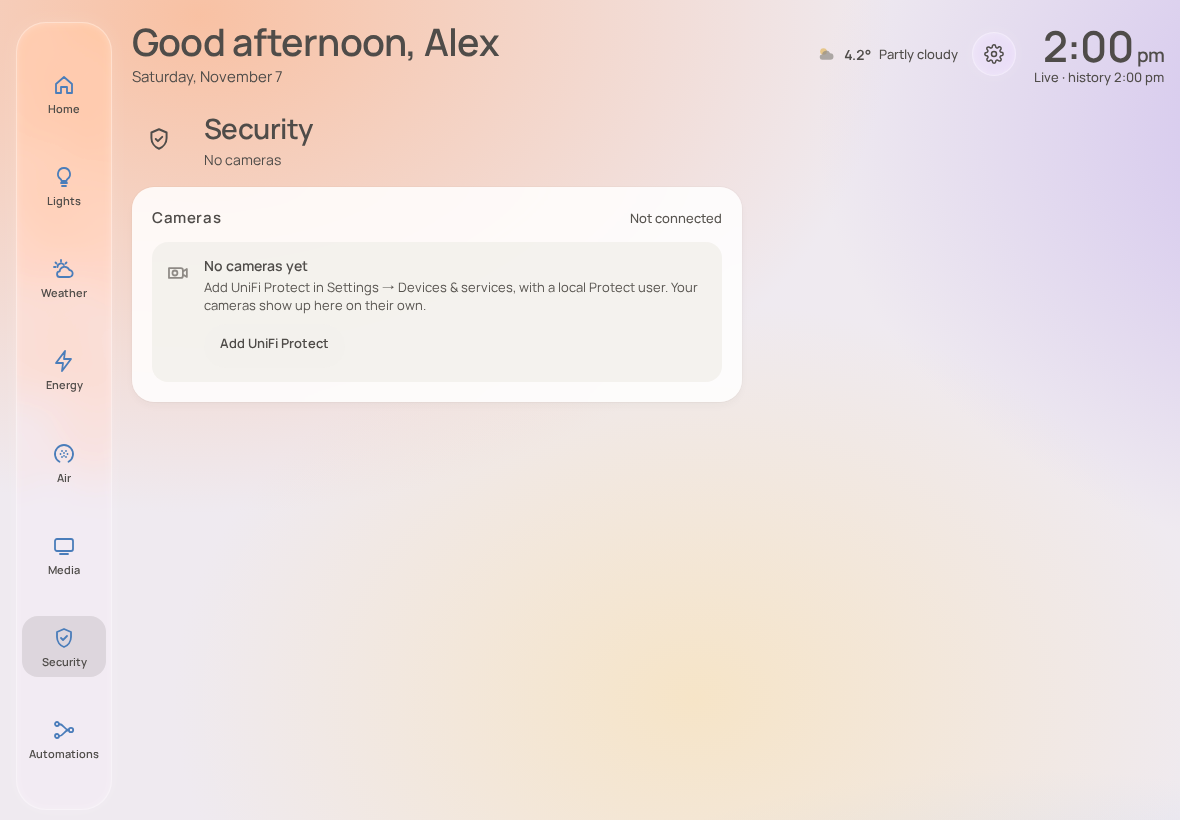 Good afternoon, Alex
Saturday, November 7
4.2° Partly cloudy
2:00 pm
Live · history 2:00 pm
Home
Lights
Weather
Energy
Air
Media
Security
Automations
Security
No cameras
Cameras
Not connected
No cameras yet
Add UniFi Protect in Settings → Devices & services, with a local Protect user. Your
cameras show up here on their own.
Add UniFi Protect